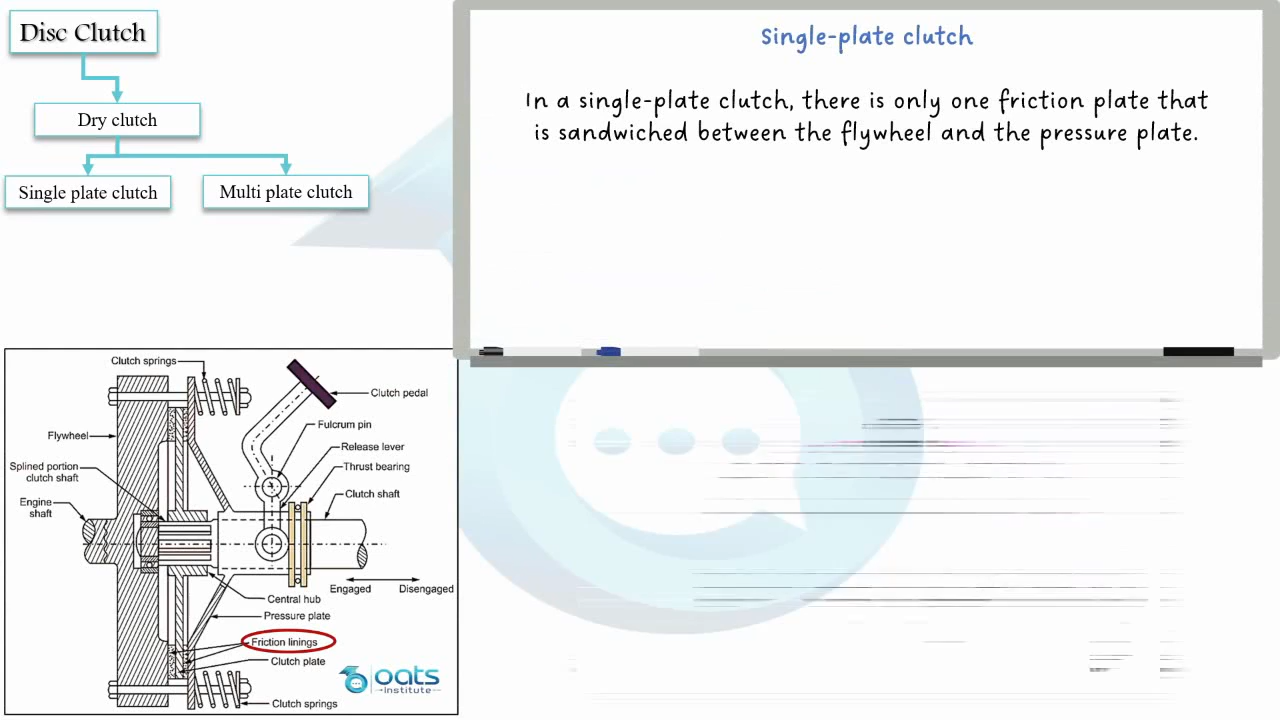 Disc Clutch
Dry clutch
Single plate clutch
Multi plate clutch
Single-plate clutch
In a single-plate clutch, there is only one friction plate that
is sandwiched between the flywheel and the pressure plate.
Clutch springs
Clutch pedal
Fulcrum pin
Flywheel
Release lever
Splined portion
clutch shaft
Thrust bearing
Clutch shaft
Engine
shaft
Engaged
Disengaged
Central hub
Pressure plate
Friction linings
Clutch plate
Clutch springs
oats
institute